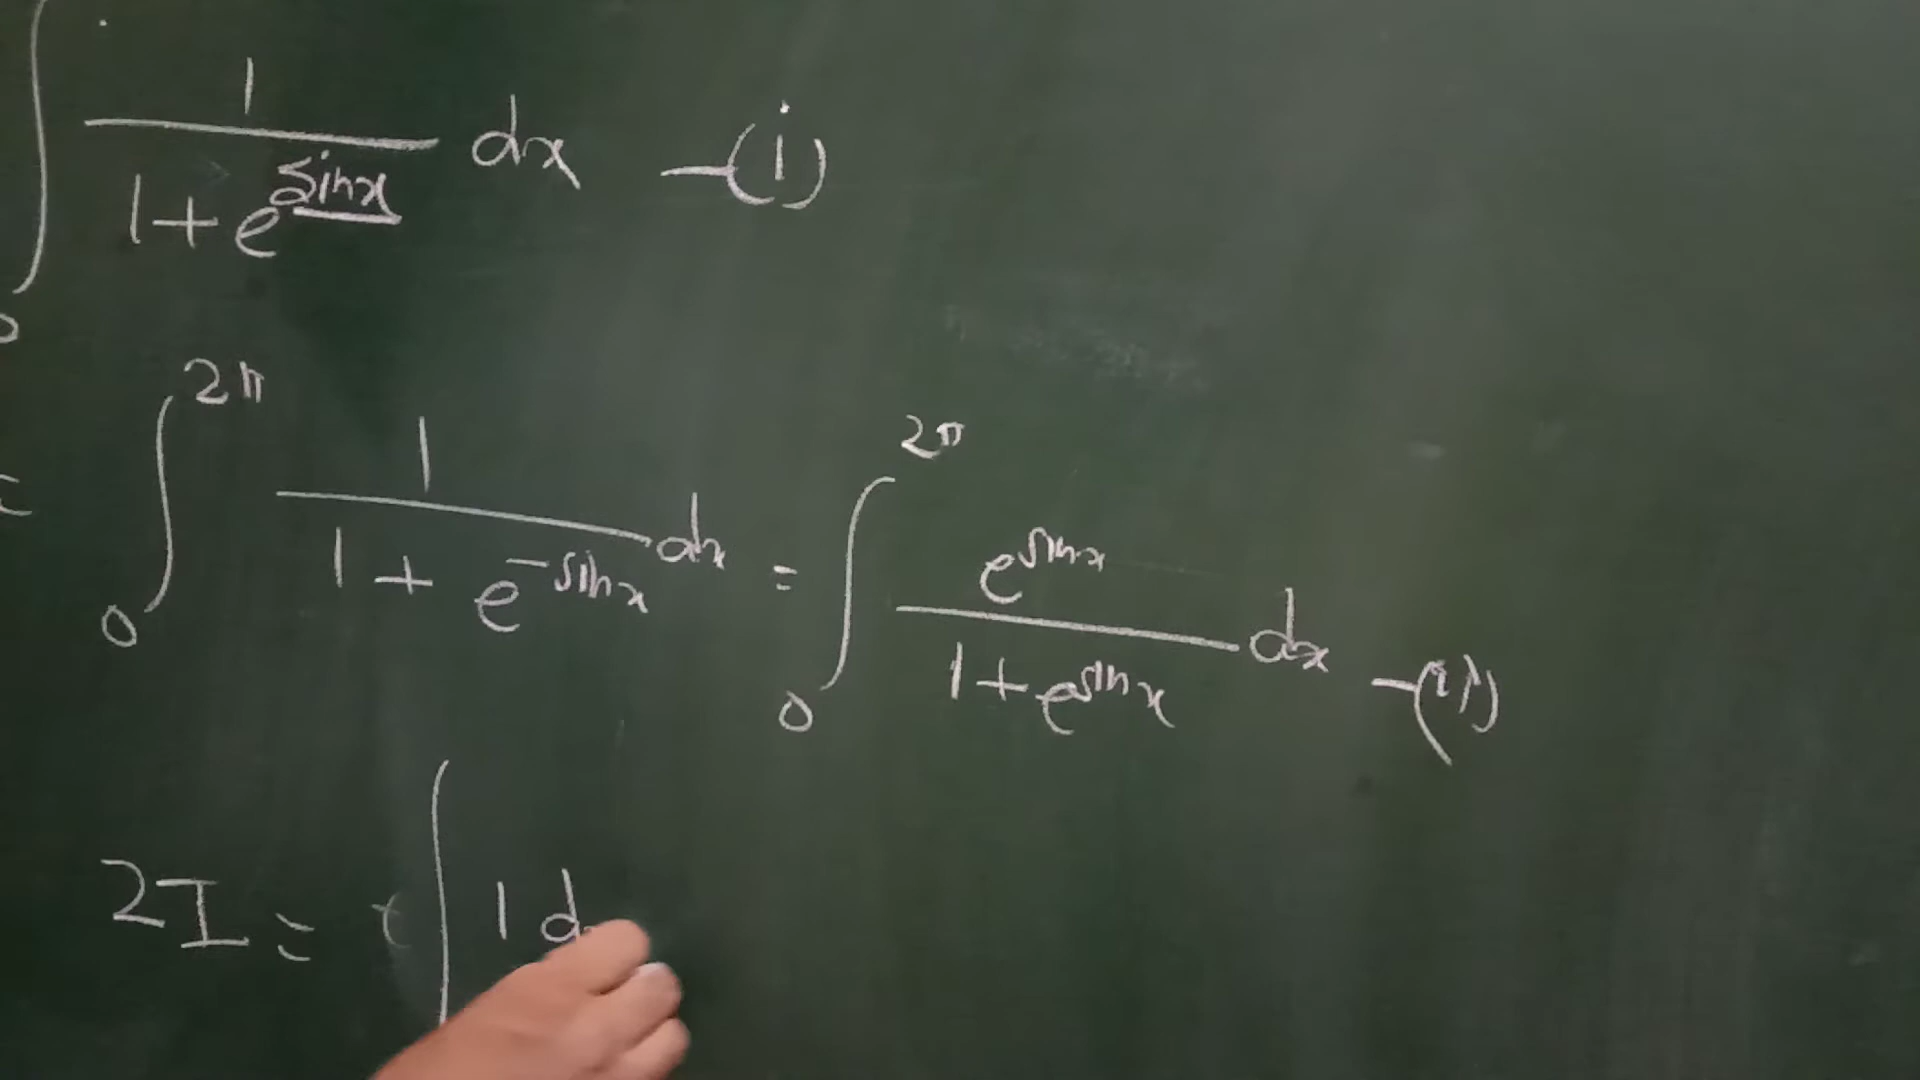 ∫₀ 1/(1+e^sinx) dx —(i)
= ∫₀^2π 1/(1+e^-sinx) dx = ∫₀^2π e^sinx/(1+e^sinx) dx —(ii)
2I = ∫ 1 d